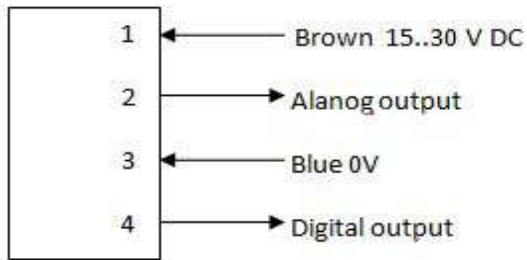 1 Brown 15..30 V DC
2 Alanog output
3 Blue 0V
4 Digital output